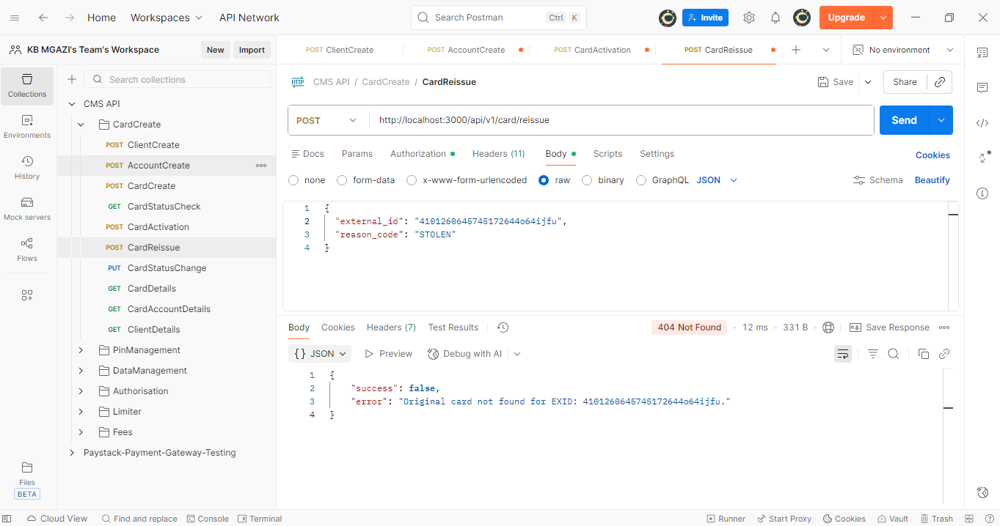 Home Workspaces API Network Search Postman Ctrl K Invite Upgrade
KB MGAZI's Team's Workspace New Import
POST ClientCreate POST AccountCreate POST CardActivation POST CardReissue No environment
Collections
Environments
History
Mock servers
Flows
Files
BETA
Search collections
CMS API
CardCreate
POST ClientCreate
POST AccountCreate
POST CardCreate
GET CardStatusCheck
POST CardActivation
POST CardReissue
PUT CardStatusChange
GET CardDetails
GET CardAccountDetails
GET ClientDetails
PinManagement
DataManagement
Authorisation
Limiter
Fees
Paystack-Payment-Gateway-Testing
HTTP CMS API / CardCreate / CardReissue Save Share
POST http://localhost:3000/api/v1/card/reissue Send
Docs Params Authorization Headers (11) Body Scripts Settings Cookies
none form-data x-www-form-urlencoded raw binary GraphQL JSON Schema Beautify
1 {
2 "external_id": "4101260645745172644o64ijfu",
3 "reason_code": "STOLEN"
4 }
Body Cookies Headers (7) Test Results 404 Not Found 12 ms 331 B e.g. Save Response
{} JSON Preview Debug with AI
1 {
2 "success": false,
3 "error": "Original card not found for EXID: 4101260645745172644o64ijfu."
4 }
Cloud View Find and replace Console Terminal Runner Start Proxy Cookies Vault Trash